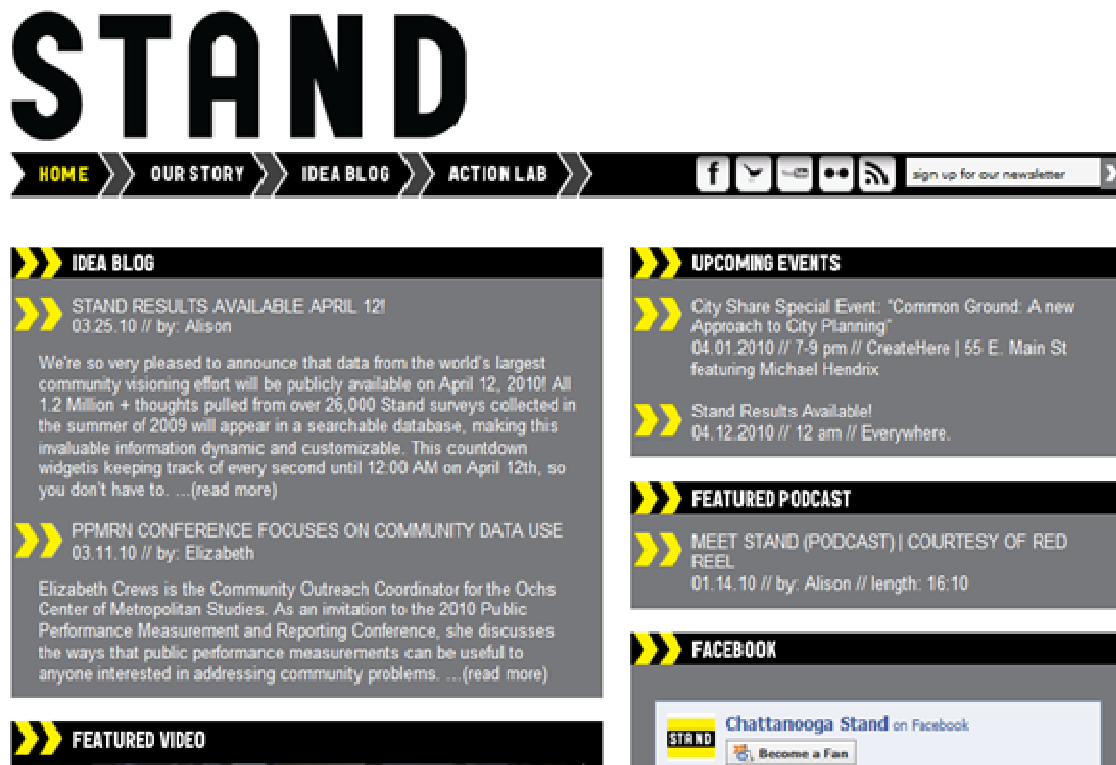 STAND
HOME OUR STORY IDEA BLOG ACTION LAB sign up for our newsletter
IDEA BLOG
STAND RESULTS AVAILABLE APRIL 12!
03.25.10 // by: Alison
We're so very pleased to announce that data from the world's largest
community visioning effort will be publicly available on April 12, 2010! All
1.2 Million + thoughts pulled from over 26,000 Stand surveys collected in
the summer of 2009 will appear in a searchable database, making this
invaluable information dynamic and customizable. This countdown
widgetis keeping track of every second until 12:00 AM on April 12th, so
you don't have to. ...(read more)
PPMRN CONFERENCE FOCUSES ON COMMUNITY DATA USE
03.11.10 // by: Elizabeth
Elizabeth Crews is the Community Outreach Coordinator for the Ochs
Center of Metropolitan Studies. As an invitation to the 2010 Public
Performance Measurement and Reporting Conference, she discusses
the ways that public performance measurements can be useful to
anyone interested in addressing community problems. ...(read more)
FEATURED VIDEO
UPCOMING EVENTS
City Share Special Event: "Common Ground: A new
Approach to City Planning"
04.01.2010 // 7-9 pm // CreateHere | 55 E. Main St
featuring Michael Hendrix
Stand Results Available!
04.12.2010 // 12 am // Everywhere.
FEATURED PODCAST
MEET STAND (PODCAST) | COURTESY OF RED
REEL
01.14.10 // by: Alison // length: 16:10
FACEBOOK
STAND
Chattanooga Stand on Facebook
Become a Fan